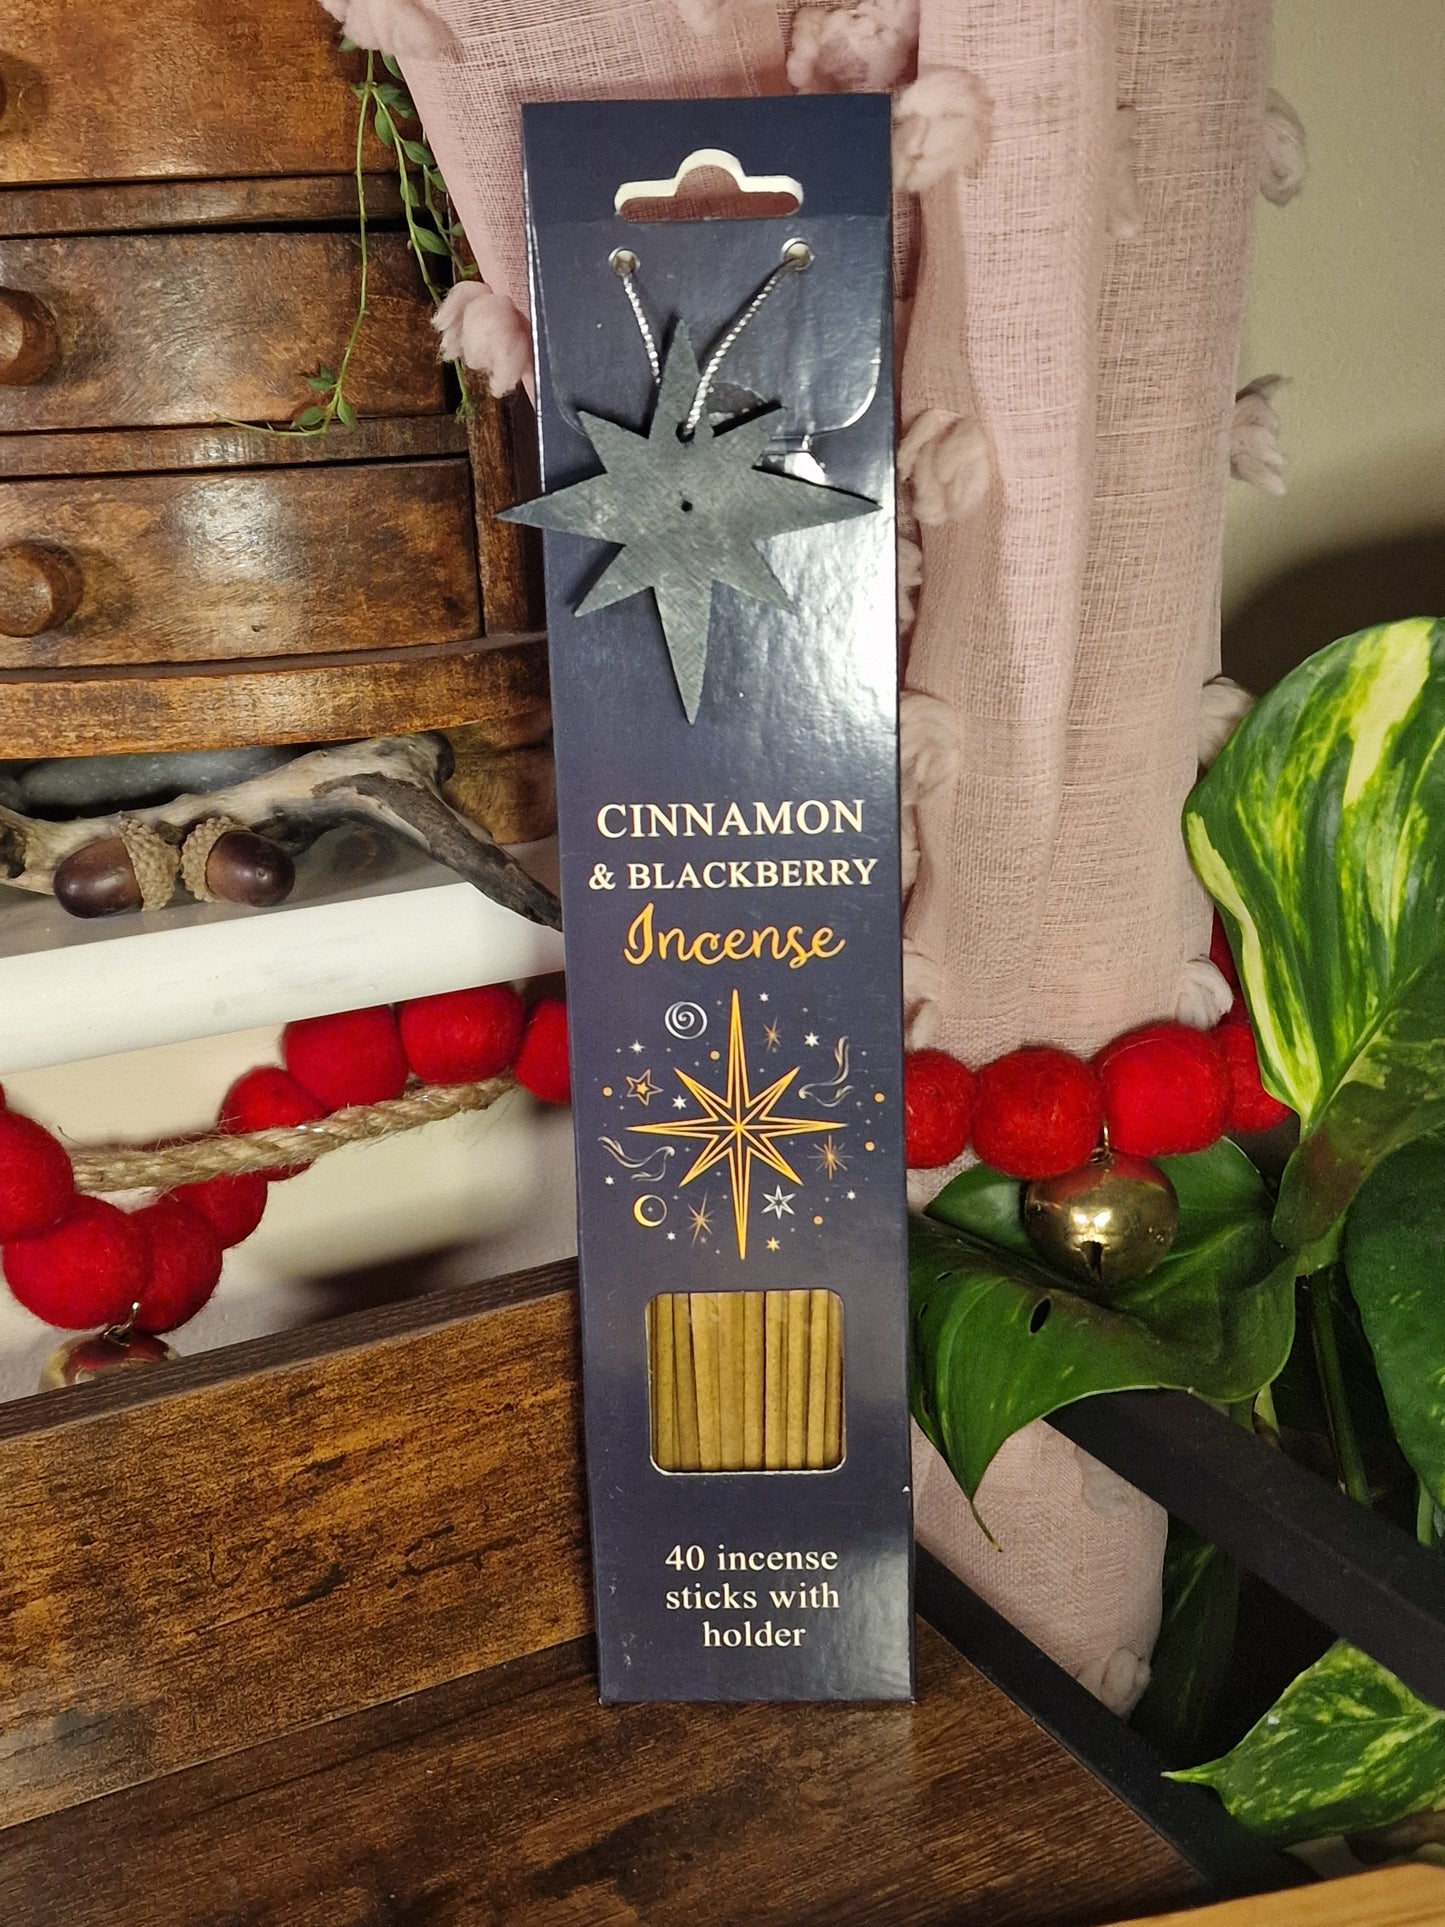 CINNAMON
& BLACKBERRY
Incense
40 incense
sticks with
holder